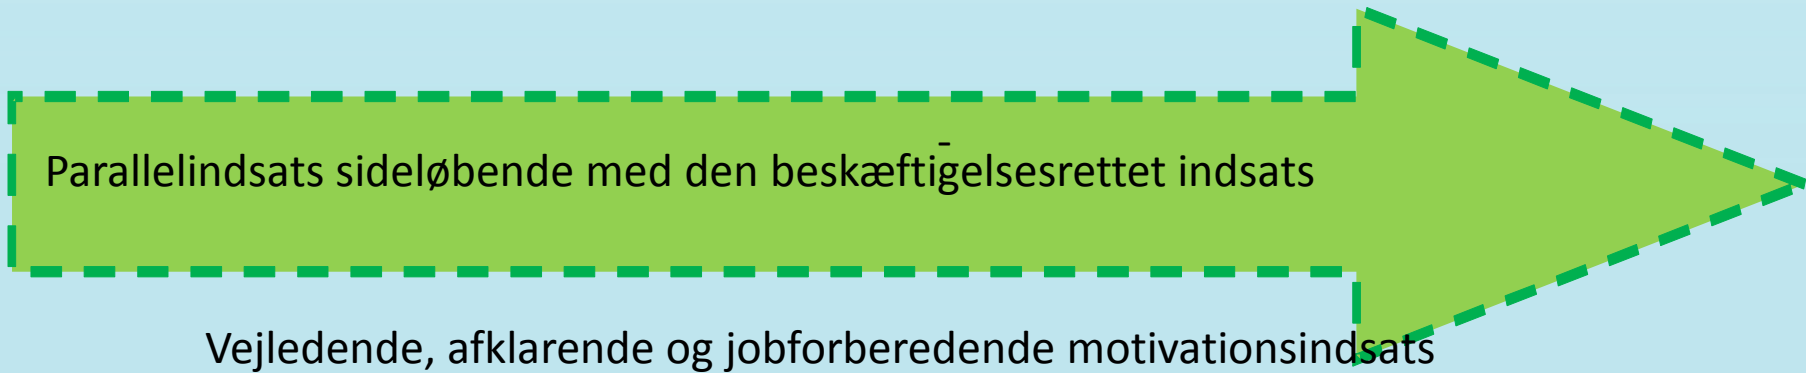 -
Parallelindsats sideløbende med den beskæftigelsesrettet indsats
Vejledende, afklarende og jobforberedende motivationsindsats